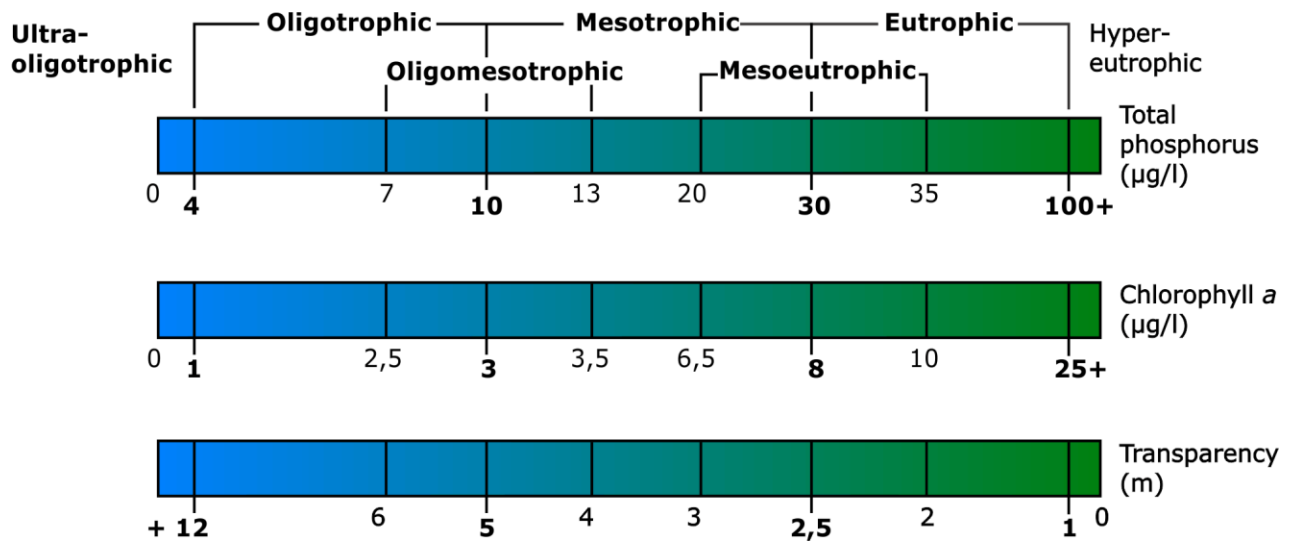 Ultra-
oligotrophic
Oligotrophic
Mesotrophic
Eutrophic
Hyper-
eutrophic
Oligomesotrophic
Mesoeutrophic
Total
phosphorus
(µg/l)
0 4 7 10 13 20 30 35 100+
Chlorophyll a
(µg/l)
0 1 2,5 3 3,5 6,5 8 10 25+
Transparency
(m)
+ 12 6 5 4 3 2,5 2 1 0